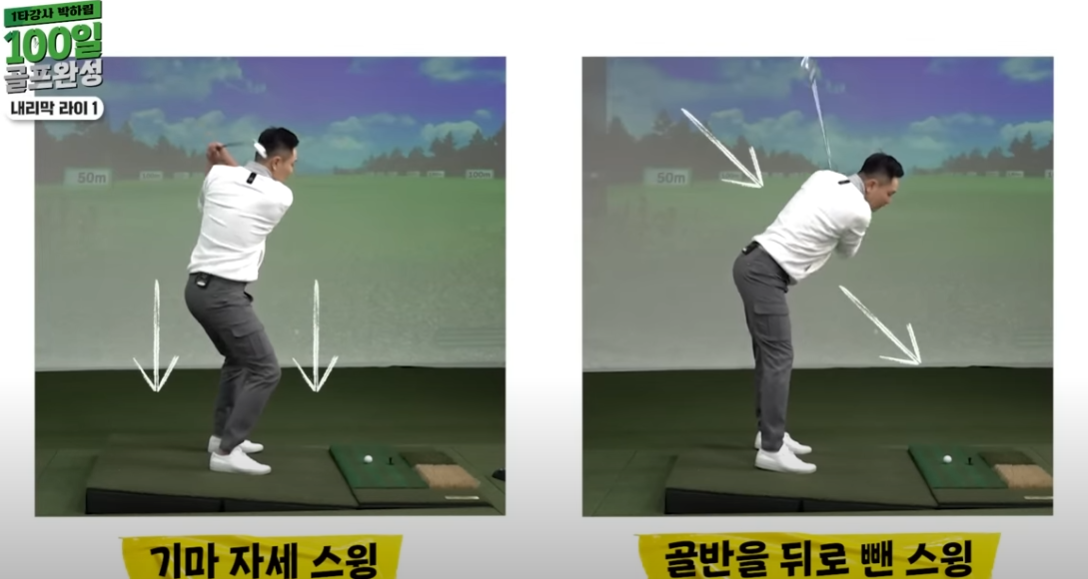 1타강사 박하림
100일
골프완성
내리막 라이 1
50m
100m
50m
기마 자세 스윙
골반을 뒤로 뺀 스윙